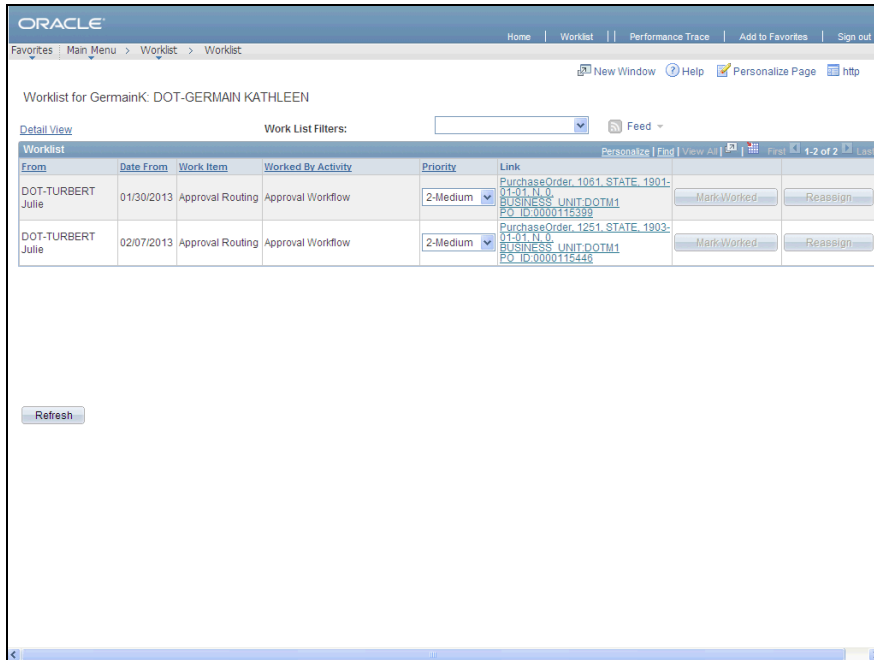 ORACLE
Home | Worklist | | Performance Trace | Add to Favorites | Sign out
Favorites | Main Menu > Worklist > Worklist
New Window Help Personalize Page http
Worklist for GermainK: DOT-GERMAIN KATHLEEN
Detail View Work List Filters: Feed
Worklist Personalize | Find | View All | | First 1-2 of 2 Last
From Date From Work Item Worked By Activity Priority Link
DOT-TURBERT Julie 01/30/2013 Approval Routing Approval Workflow 2-Medium
PurchaseOrder, 1061, STATE, 1901-
01-01, N, 0,
BUSINESS_UNIT:DOTM1
PO_ID:0000115399
Mark Worked Reassign
DOT-TURBERT Julie 02/07/2013 Approval Routing Approval Workflow 2-Medium
PurchaseOrder, 1251, STATE, 1903-
01-01, N, 0,
BUSINESS_UNIT:DOTM1
PO_ID:0000115446
Mark Worked Reassign
Refresh